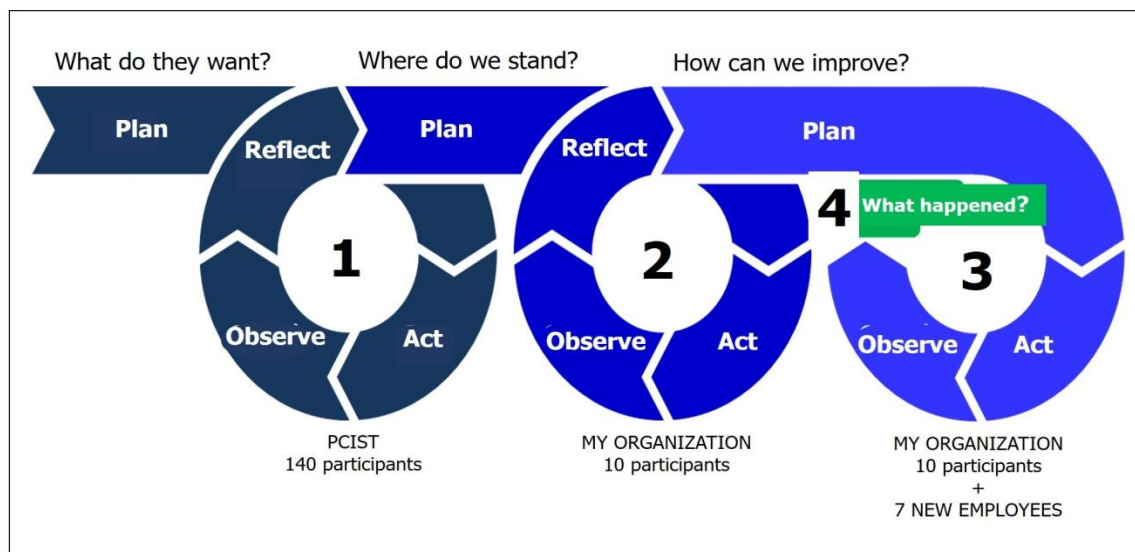 What do they want?
Where do we stand?
How can we improve?
Plan
Plan
Plan
Reflect
Reflect
4
What happened?
1
2
3
Observe
Act
Observe
Act
Observe
Act
PCIST
140 participants
MY ORGANIZATION
10 participants
MY ORGANIZATION
10 participants
+
7 NEW EMPLOYEES